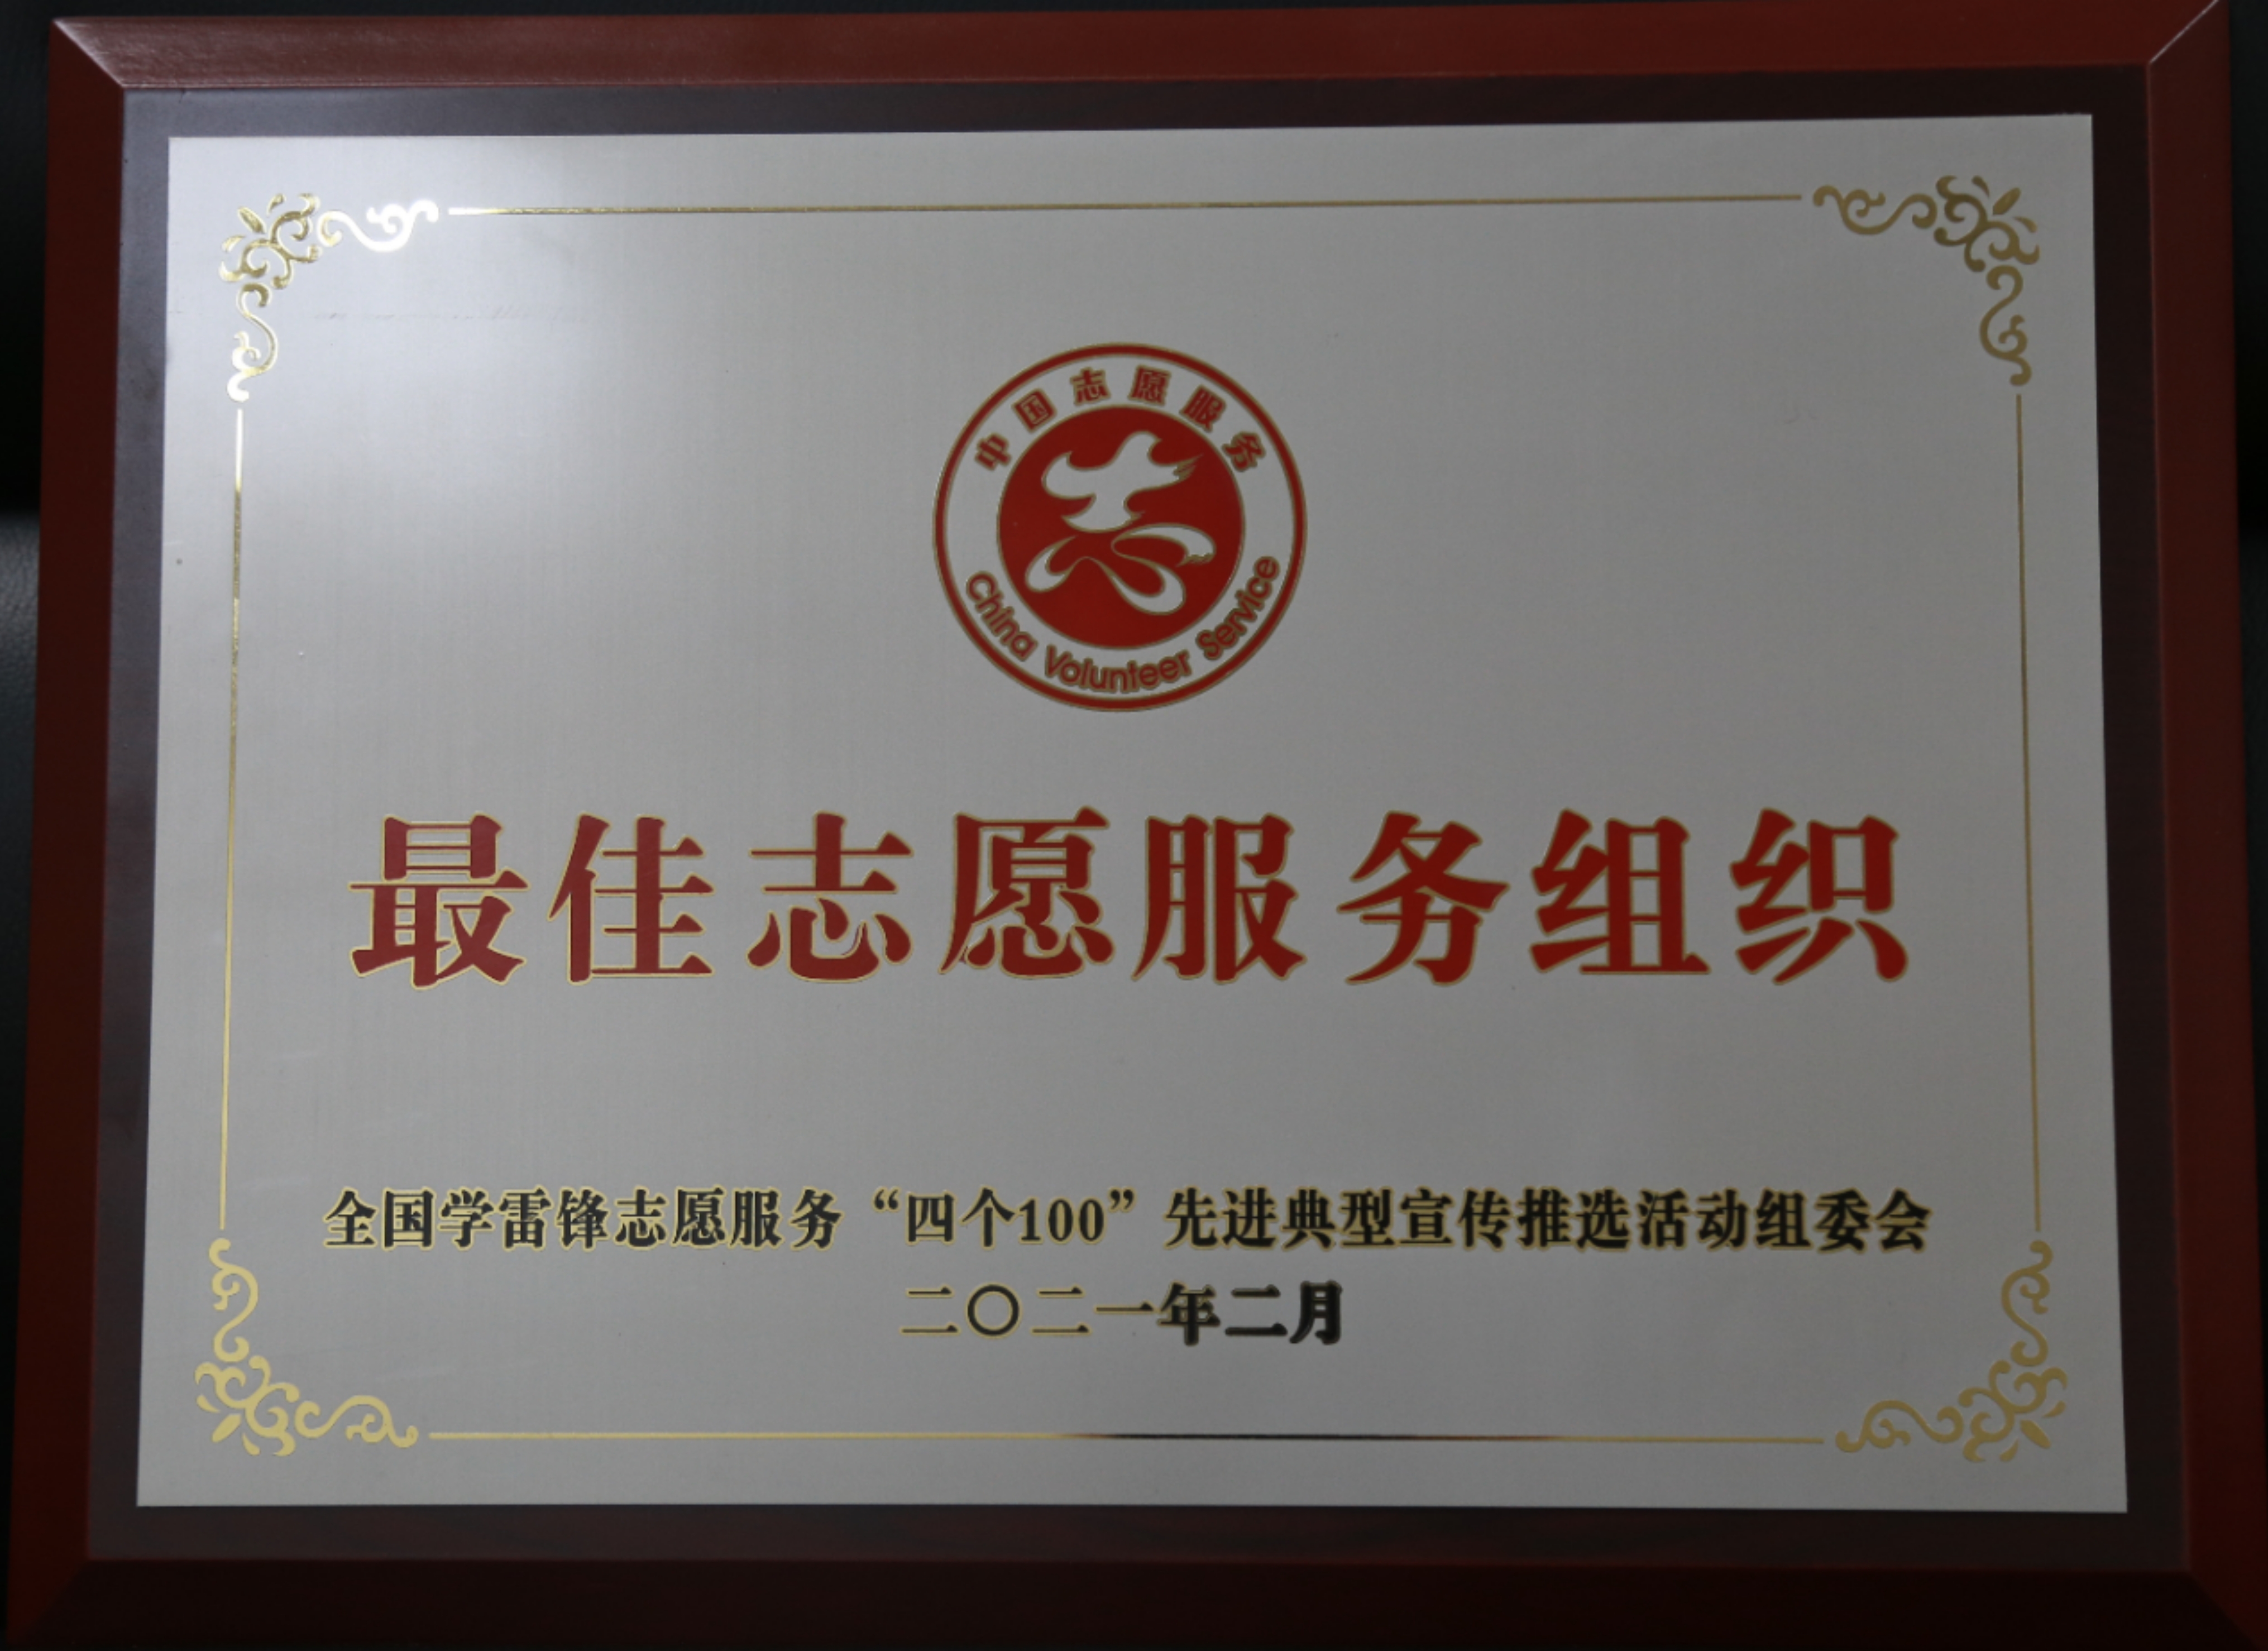 中国志愿服务
China Volunteer Service
最佳志愿服务组织
全国学雷锋志愿服务“四个100”先进典型宣传推选活动组委会
二〇二一年二月